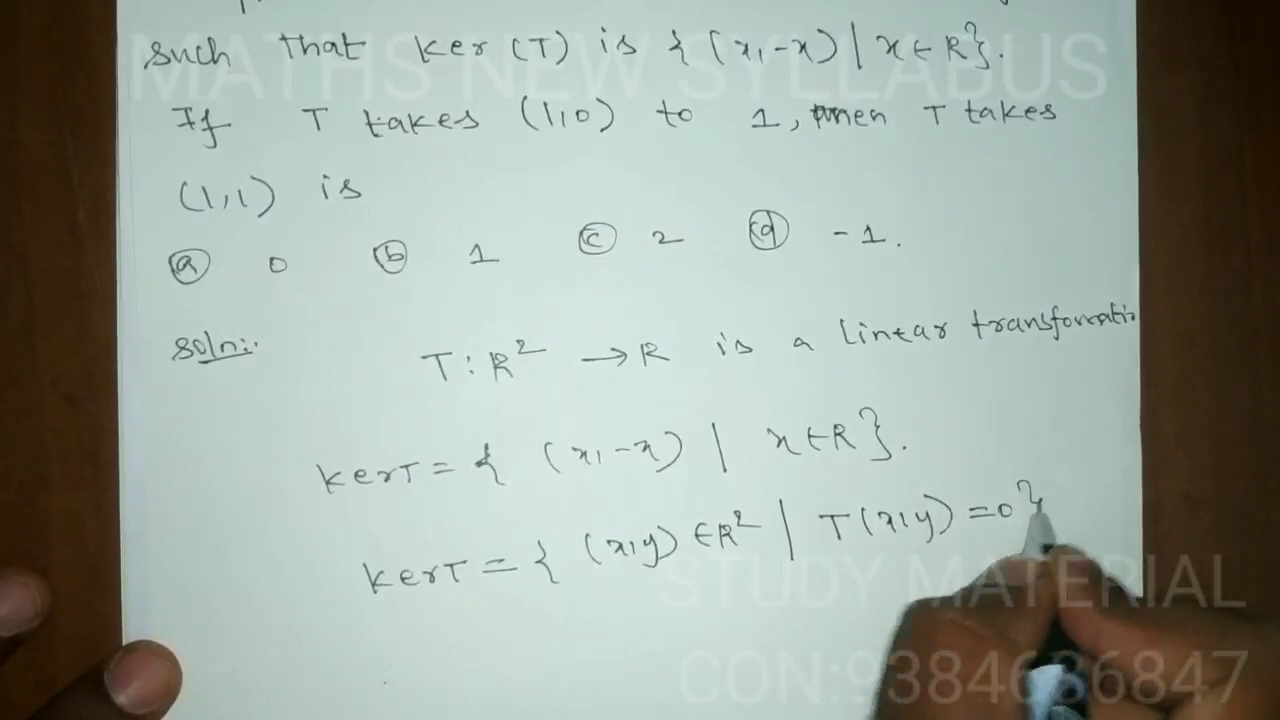 such that ker (T) is {(x,-x) | x ∈ R}.
If T takes (1,0) to 1, then T takes
(1,1) is
ⓐ 0 ⓑ 1 ⓒ 2 ⓓ -1.
Soln:.
T : R² → R is a linear transformati
kerT = { (x,-x) | x ∈ R}.
kerT = { (x,y) ∈ R² | T(x,y) = 0}
MATHS NEW SYLLABUS
STUDY MATERIAL
CON:9384636847